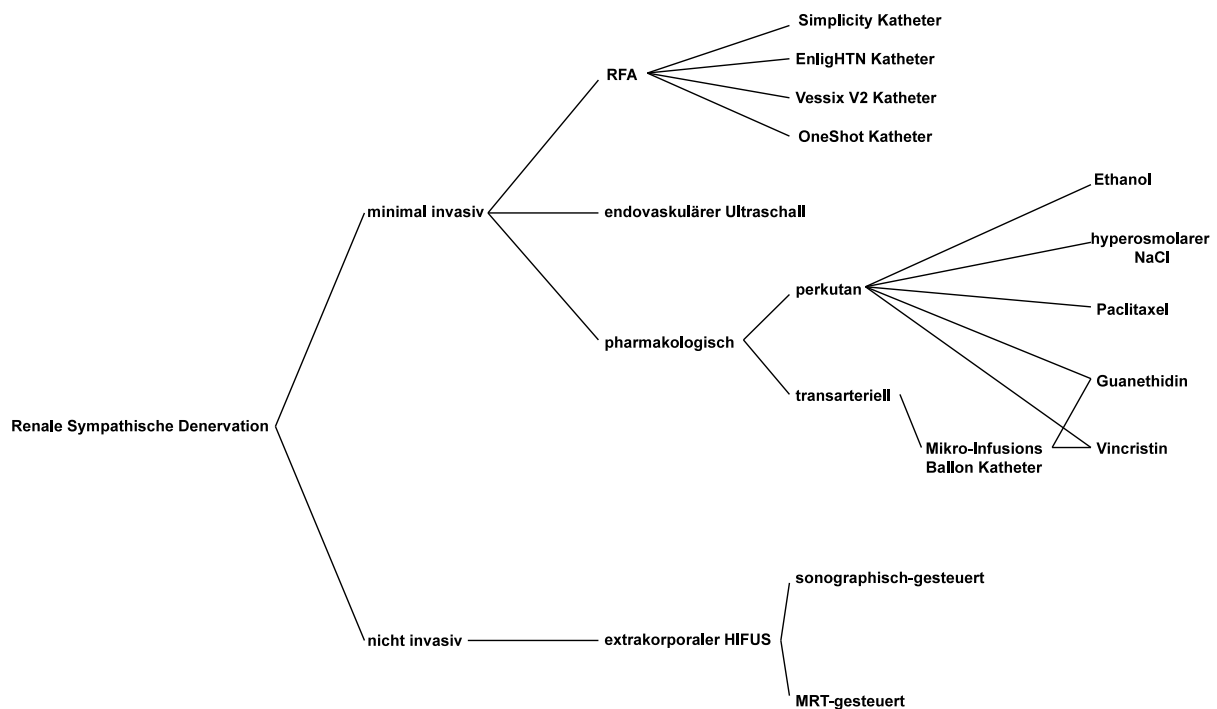 Simplicity Katheter
EnligHTN Katheter
RFA
Vessix V2 Katheter
OneShot Katheter
Ethanol
minimal invasiv
endovaskulärer Ultraschall
hyperosmolarer
NaCl
perkutan
Paclitaxel
pharmakologisch
Guanethidin
transarteriell
Renale Sympathische Denervation
Mikro-Infusions
Ballon Katheter
Vincristin
sonographisch-gesteuert
nicht invasiv
extrakorporaler HIFUS
MRT-gesteuert